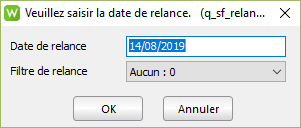 Veuillez saisir la date de relance. (q_sf_relan...
Date de relance 14/08/2019
Filtre de relance Aucun : 0
OK Annuler